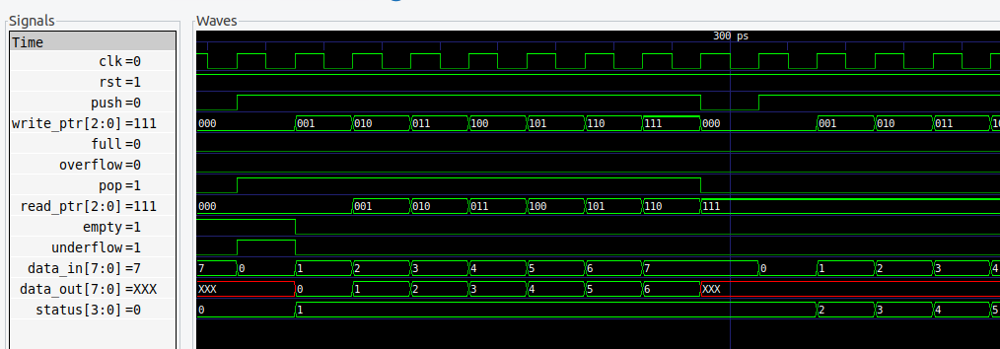 Signals
Waves
Time
300 ps
clk=0
rst=1
push=0
write_ptr[2:0]=111 000 001 010 011 100 101 110 111 000 001 010 011
full=0
overflow=0
pop=1
read_ptr[2:0]=111 000 001 010 011 100 101 110 111
empty=1
underflow=1
data_in[7:0]=7 7 0 1 2 3 4 5 6 7 0 1 2 3 4
data_out[7:0]=XXX XXX 0 1 2 3 4 5 6 XXX
status[3:0]=0 0 1 2 3 4 5